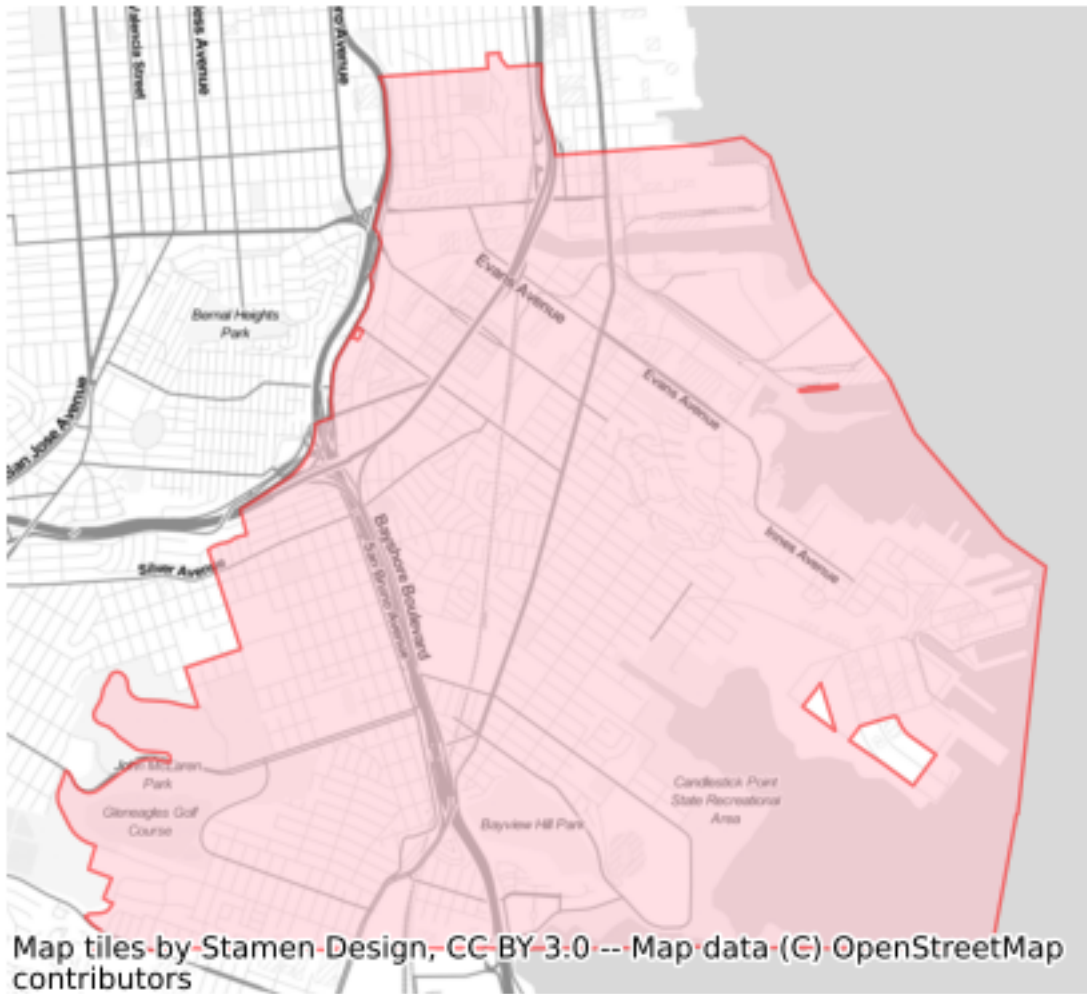 Valencia Street
ess Avenue
no Avenue
Bernal Heights
Park
San Jose Avenue
Evans Avenue
Evans Avenue
Innes Avenue
Silver Avenue
Bayshore Boulevard
San Bruno Avenue
John McLaren
Park
Gleneagles Golf
Course
Bayview Hill Park
Candlestick Point
State Recreational
Area
Map tiles by Stamen Design, CC BY 3.0 -- Map data (C) OpenStreetMap
contributors